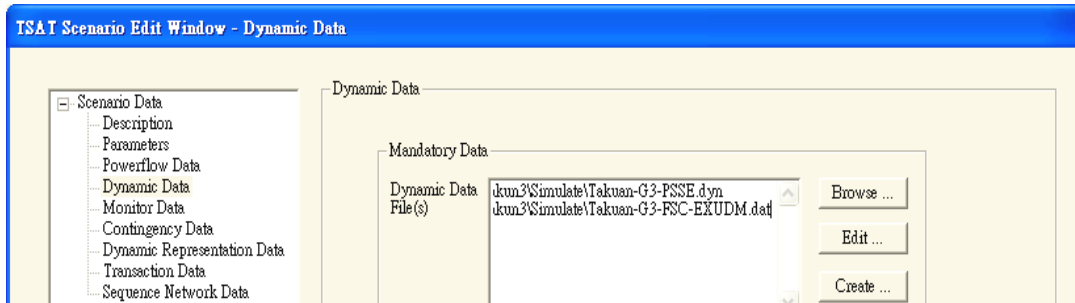 TSAT Scenario Edit Window - Dynamic Data
Scenario Data
Description
Parameters
Powerflow Data
Dynamic Data
Monitor Data
Contingency Data
Dynamic Representation Data
Transaction Data
Sequence Network Data
Dynamic Data
Mandatory Data
Dynamic Data
File(s)
kun3\Simulate\Takuan-G3-PSSE.dyn
kun3\Simulate\Takuan-G3-FSC-EXUDM.dat
Browse ...
Edit ...
Create ...